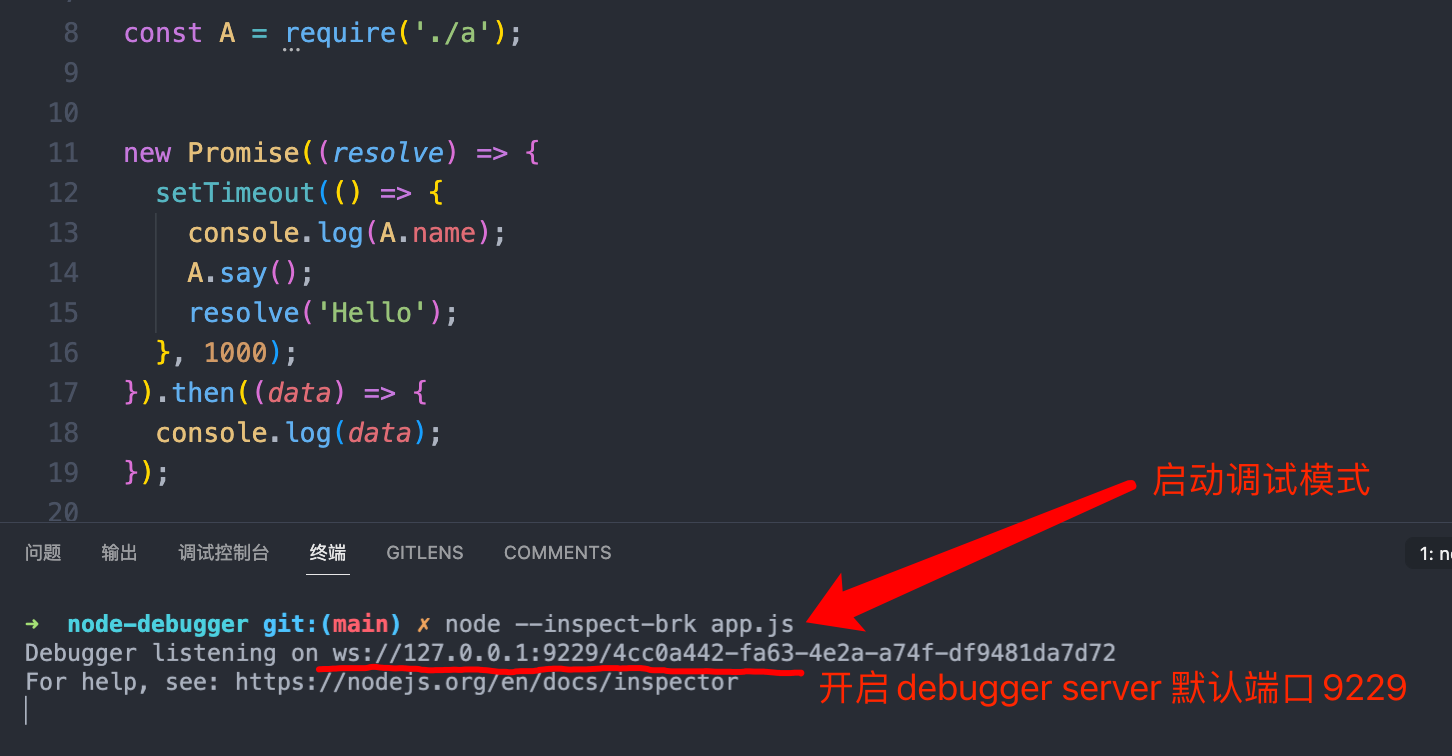 8 const A = require('./a');
9
10
11 new Promise((resolve) => {
12 setTimeout(() => {
13 console.log(A.name);
14 A.say();
15 resolve('Hello');
16 }, 1000);
17 }).then((data) => {
18 console.log(data);
19 });
启动调试模式
20
问题 输出 调试控制台 终端 GITLENS COMMENTS 1: n
➜ node-debugger git:(main) ✗ node --inspect-brk app.js
Debugger listening on ws://127.0.0.1:9229/4cc0a442-fa63-4e2a-a74f-df9481da7d72
For help, see: https://nodejs.org/en/docs/inspector
开启 debugger server 默认端口 9229